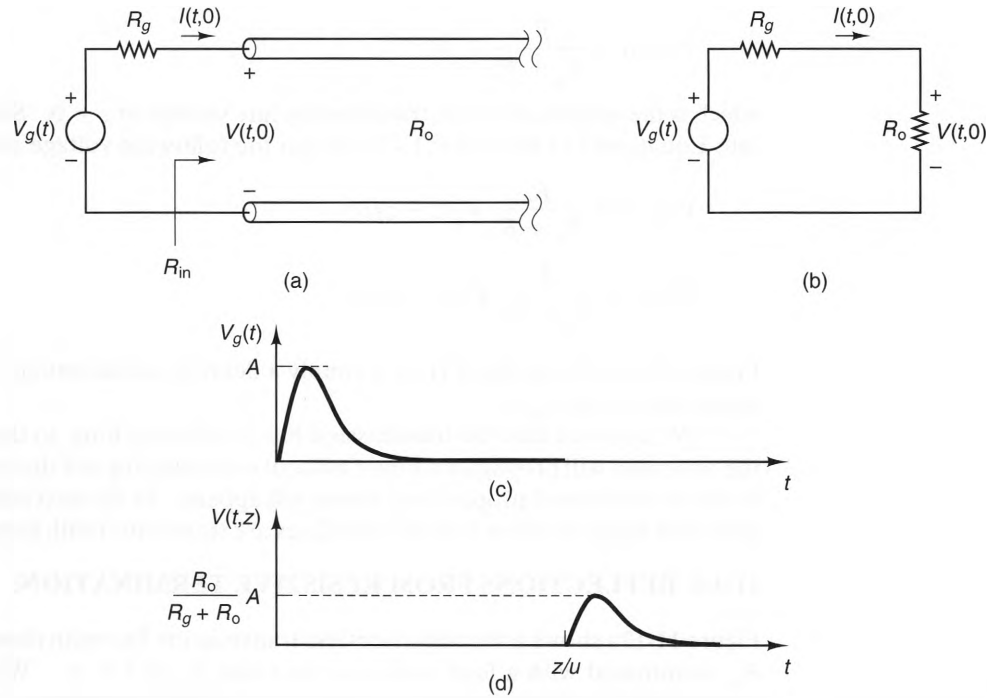 R_g
I(t,0)
+
V_g(t)
−
+
V(t,0)
−
R_o
R_in
(a)
R_g
I(t,0)
+
V_g(t)
−
+
R_o
V(t,0)
−
(b)
V_g(t)
A
t
(c)
V(t,z)
R_o
R_g + R_o
A
z/u
t
(d)